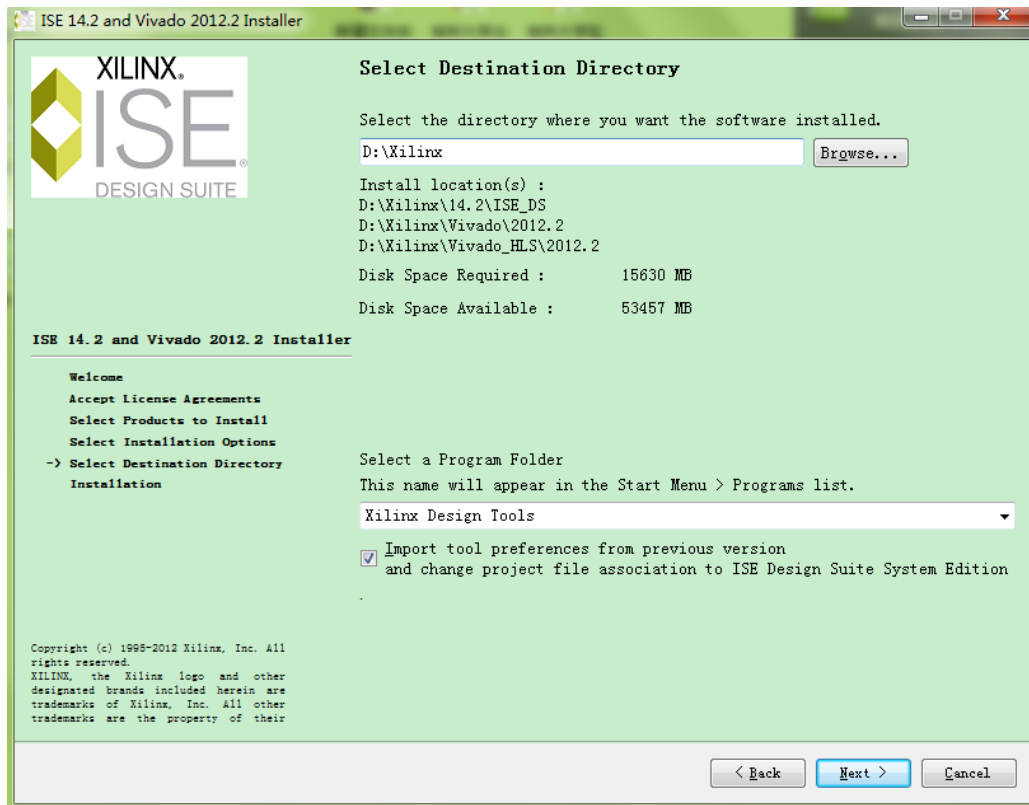 ISE 14.2 and Vivado 2012.2 Installer
XILINX®
ISE®
DESIGN SUITE
Select Destination Directory
Select the directory where you want the software installed.
D:\Xilinx
Browse...
Install location(s) :
D:\Xilinx\14.2\ISE_DS
D:\Xilinx\Vivado\2012.2
D:\Xilinx\Vivado_HLS\2012.2
Disk Space Required : 15630 MB
Disk Space Available : 53457 MB
ISE 14.2 and Vivado 2012.2 Installer
Welcome
Accept License Agreements
Select Products to Install
Select Installation Options
-> Select Destination Directory
Installation
Select a Program Folder
This name will appear in the Start Menu > Programs list.
Xilinx Design Tools
Import tool preferences from previous version
and change project file association to ISE Design Suite System Edition
.
Copyright (c) 1995-2012 Xilinx, Inc. All
rights reserved.
XILINX, the Xilinx logo and other
designated brands included herein are
trademarks of Xilinx, Inc. All other
trademarks are the property of their
< Back
Next >
Cancel